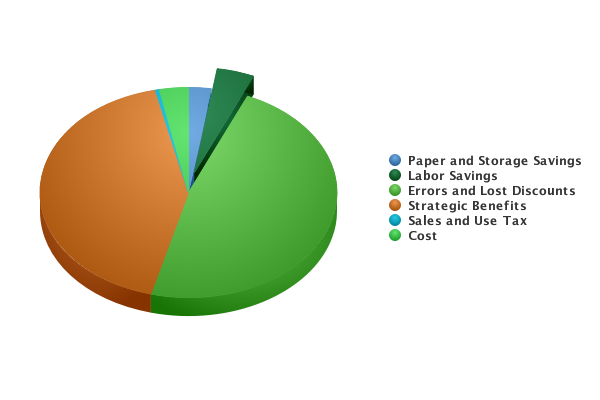 Paper and Storage Savings
Labor Savings
Errors and Lost Discounts
Strategic Benefits
Sales and Use Tax
Cost